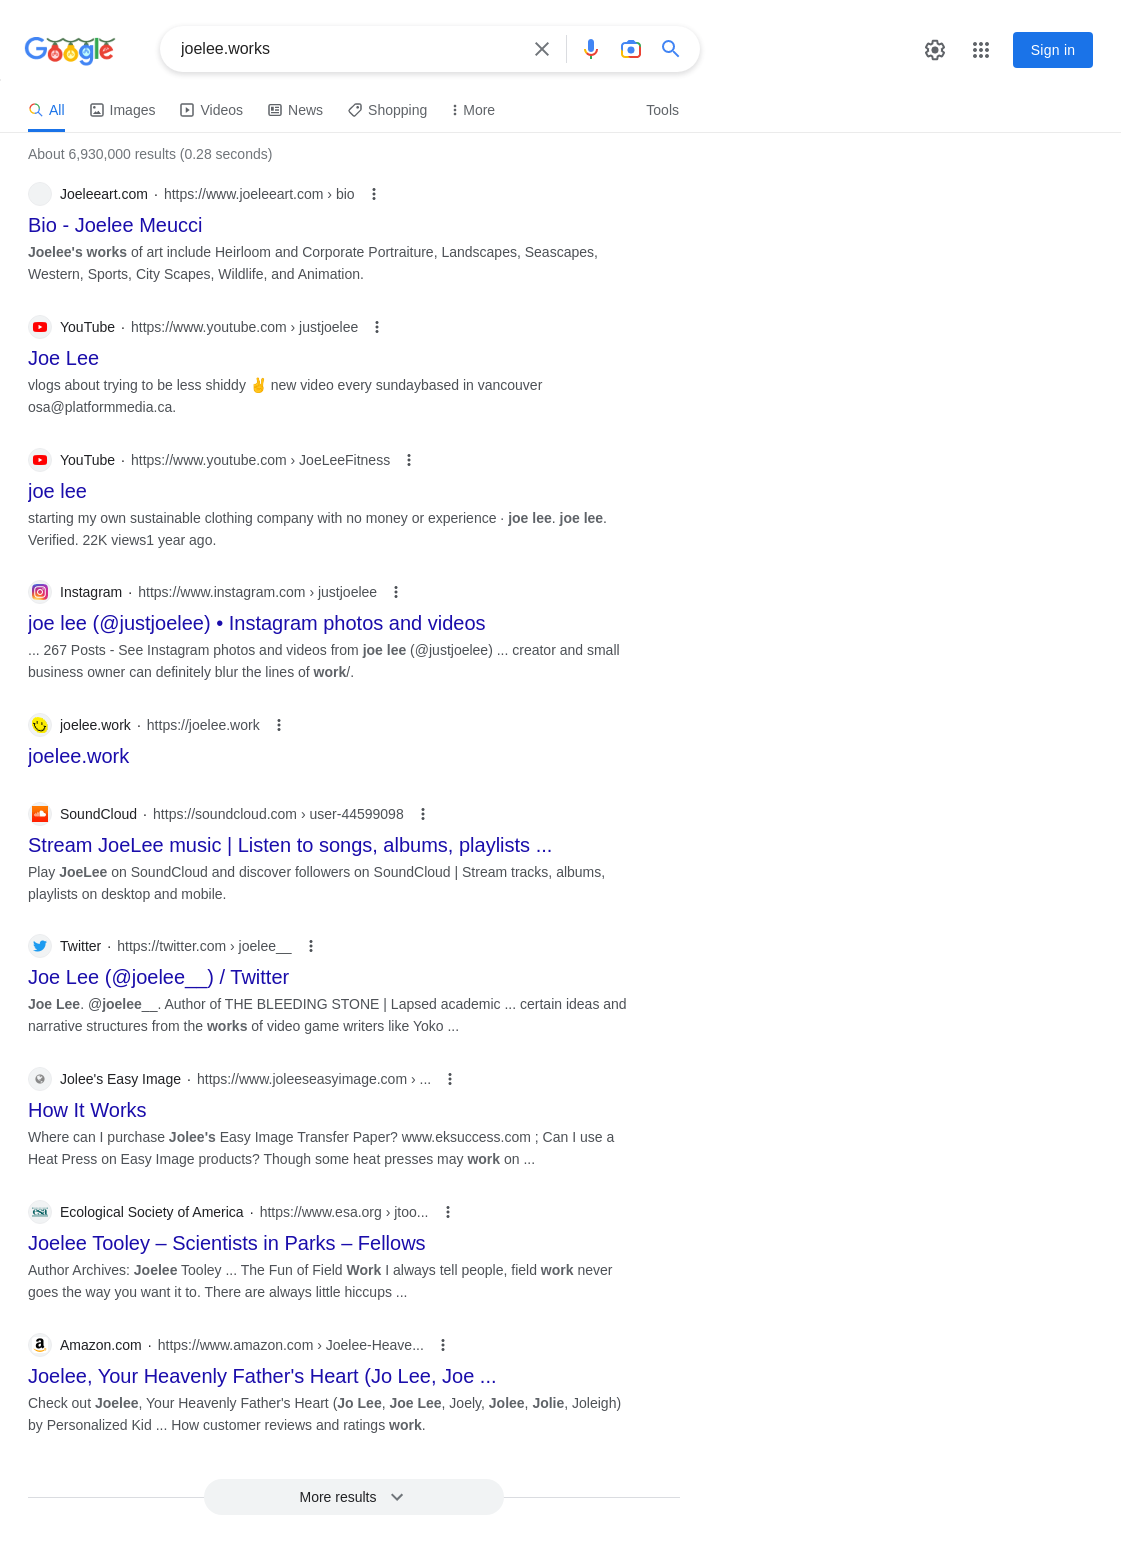 Google
joelee.works
Sign in
All
Images
Videos
News
Shopping
More
Tools
About 6,930,000 results (0.28 seconds)
Joeleeart.com · https://www.joeleeart.com › bio
Bio - Joelee Meucci
Joelee's works of art include Heirloom and Corporate Portraiture, Landscapes, Seascapes,
Western, Sports, City Scapes, Wildlife, and Animation.
YouTube · https://www.youtube.com › justjoelee
Joe Lee
vlogs about trying to be less shiddy ✌ new video every sundaybased in vancouver
osa@platformmedia.ca.
YouTube · https://www.youtube.com › JoeLeeFitness
joe lee
starting my own sustainable clothing company with no money or experience · joe lee. joe lee.
Verified. 22K views1 year ago.
Instagram · https://www.instagram.com › justjoelee
joe lee (@justjoelee) • Instagram photos and videos
... 267 Posts - See Instagram photos and videos from joe lee (@justjoelee) ... creator and small
business owner can definitely blur the lines of work/.
joelee.work · https://joelee.work
joelee.work
SoundCloud · https://soundcloud.com › user-44599098
Stream JoeLee music | Listen to songs, albums, playlists ...
Play JoeLee on SoundCloud and discover followers on SoundCloud | Stream tracks, albums,
playlists on desktop and mobile.
Twitter · https://twitter.com › joelee__
Joe Lee (@joelee__) / Twitter
Joe Lee. @joelee__. Author of THE BLEEDING STONE | Lapsed academic ... certain ideas and
narrative structures from the works of video game writers like Yoko ...
Jolee's Easy Image · https://www.joleeseasyimage.com › ...
How It Works
Where can I purchase Jolee's Easy Image Transfer Paper? www.eksuccess.com ; Can I use a
Heat Press on Easy Image products? Though some heat presses may work on ...
esa
Ecological Society of America · https://www.esa.org › jtoo...
Joelee Tooley – Scientists in Parks – Fellows
Author Archives: Joelee Tooley ... The Fun of Field Work I always tell people, field work never
goes the way you want it to. There are always little hiccups ...
a
Amazon.com · https://www.amazon.com › Joelee-Heave...
Joelee, Your Heavenly Father's Heart (Jo Lee, Joe ...
Check out Joelee, Your Heavenly Father's Heart (Jo Lee, Joe Lee, Joely, Jolee, Jolie, Joleigh)
by Personalized Kid ... How customer reviews and ratings work.
More results